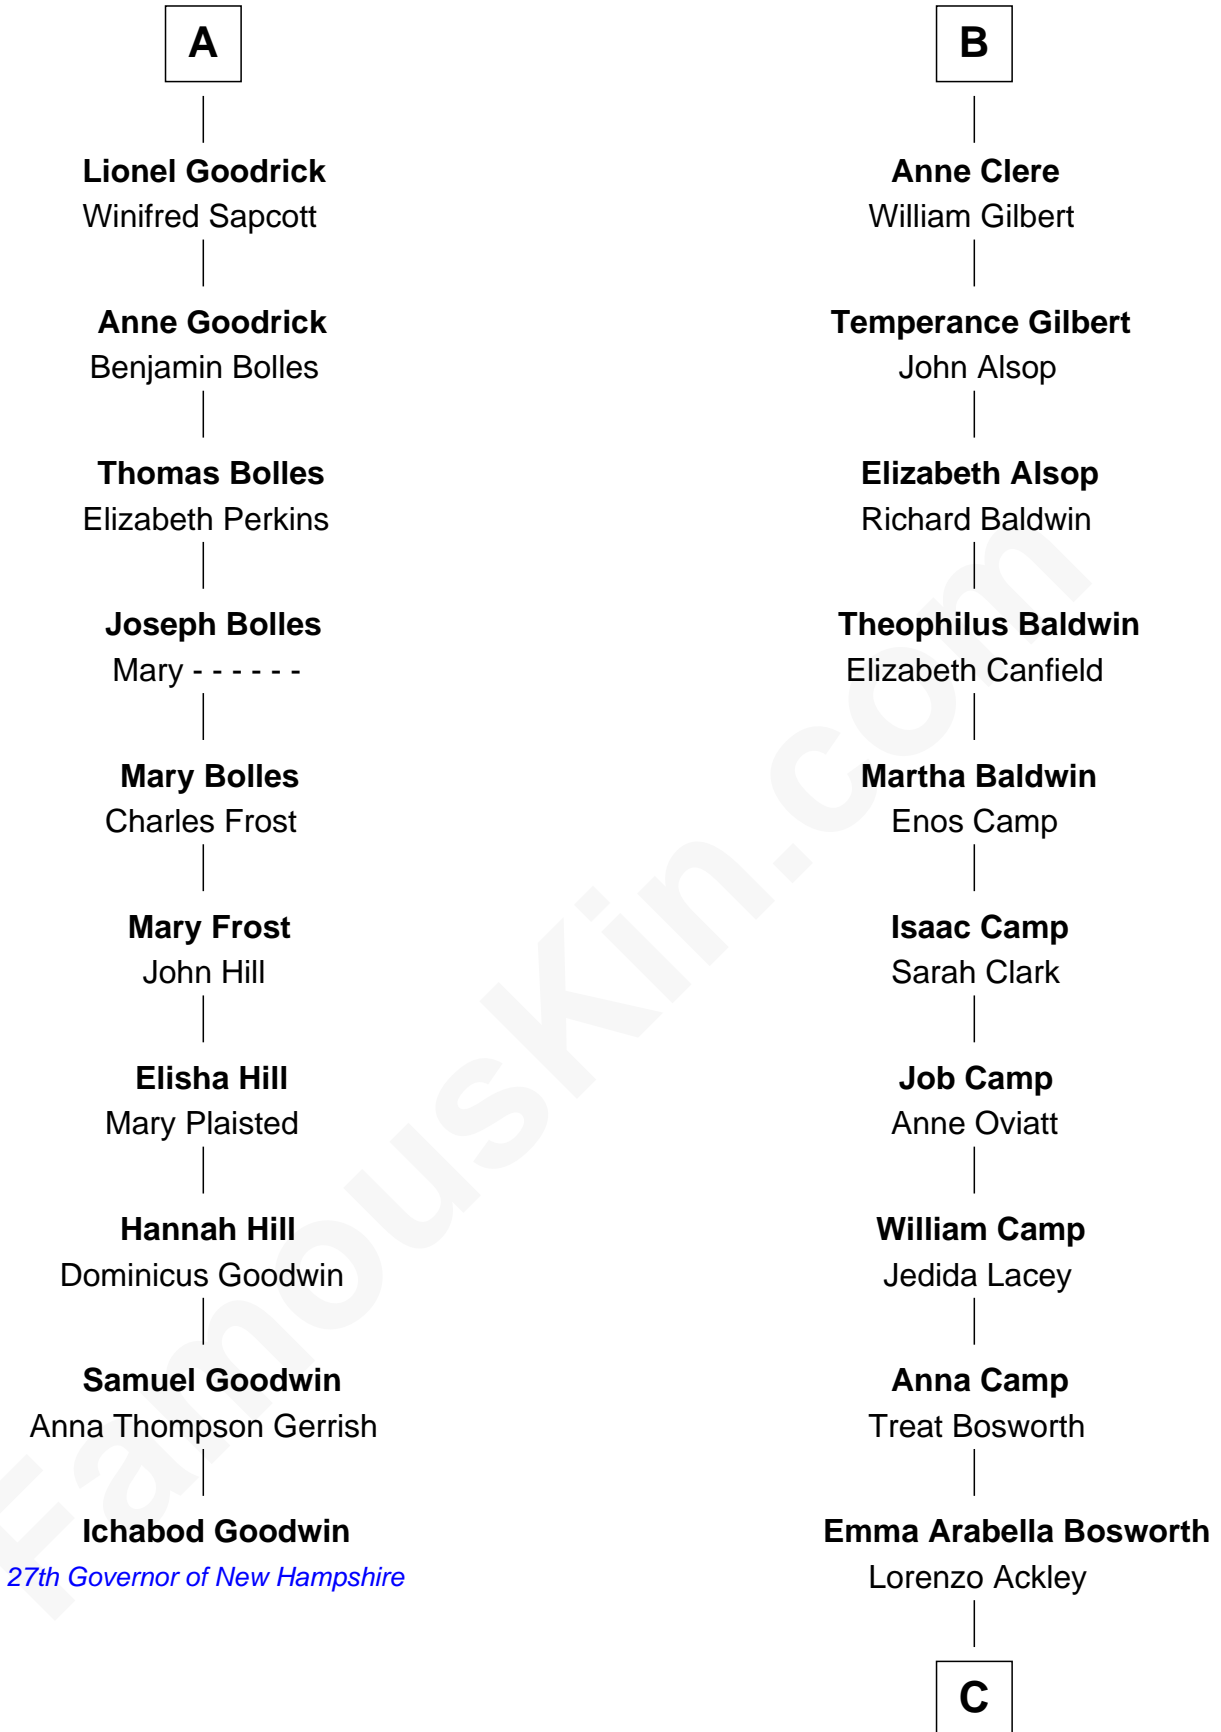 A
Lionel Goodrick
Winifred Sapcott
Anne Goodrick
Benjamin Bolles
Thomas Bolles
Elizabeth Perkins
Joseph Bolles
Mary - - - - - -
Mary Bolles
Charles Frost
Mary Frost
John Hill
Elisha Hill
Mary Plaisted
Hannah Hill
Dominicus Goodwin
Samuel Goodwin
Anna Thompson Gerrish
Ichabod Goodwin
27th Governor of New Hampshire
B
Anne Clere
William Gilbert
Temperance Gilbert
John Alsop
Elizabeth Alsop
Richard Baldwin
Theophilus Baldwin
Elizabeth Canfield
Martha Baldwin
Enos Camp
Isaac Camp
Sarah Clark
Job Camp
Anne Oviatt
William Camp
Jedida Lacey
Anna Camp
Treat Bosworth
Emma Arabella Bosworth
Lorenzo Ackley
C
FamousKin.com